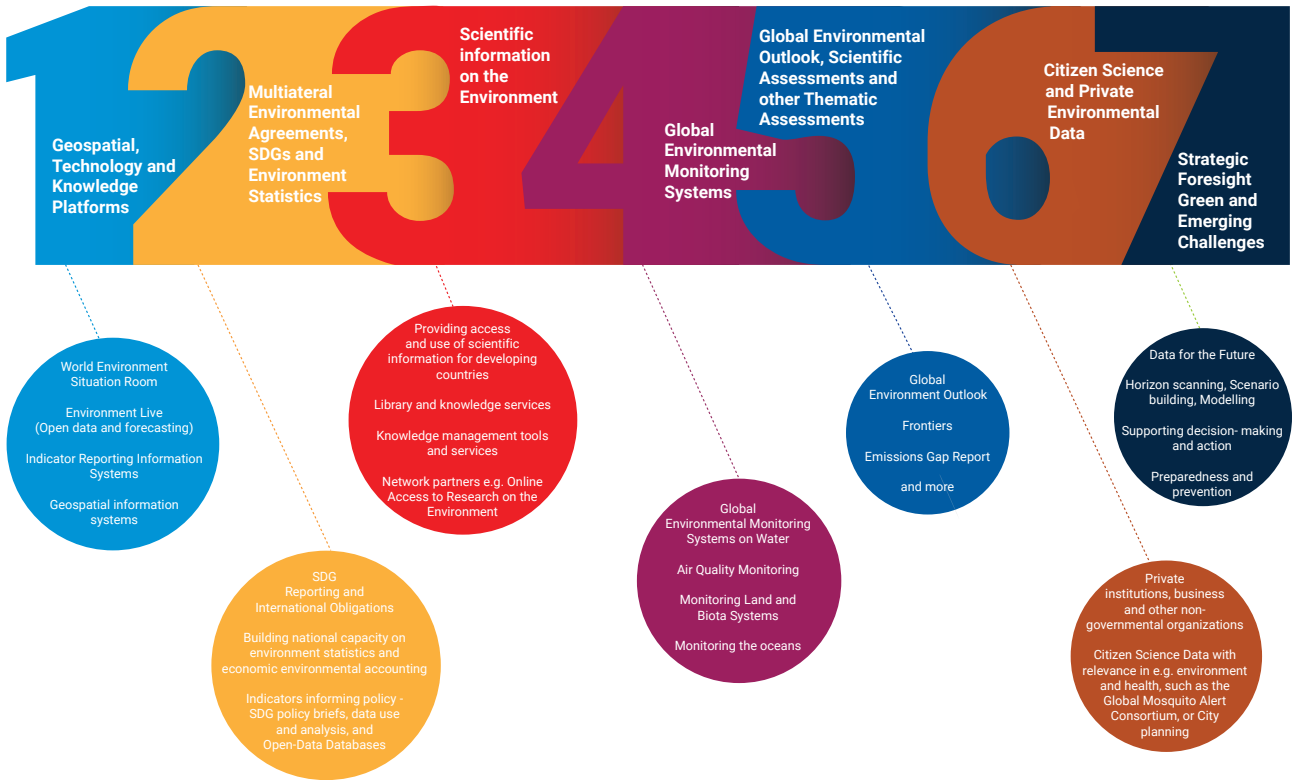 1
Geospatial,
Technology and
Knowledge
Platforms
2
Multiateral
Environmental
Agreements,
SDGs and
Environment
Statistics
3
Scientific
information
on the
Environment
4
Global
Environmental
Monitoring
Systems
5
Global Environmental
Outlook, Scientific
Assessments and
other Thematic
Assessments
6
Citizen Science
and Private
Environmental
Data
7
Strategic
Foresight
Green and
Emerging
Challenges
World Environment
Situation Room
Environment Live
(Open data and forecasting)
Indicator Reporting Information
Systems
Geospatial information
systems
SDG
Reporting and
International Obligations
Building national capacity on
environment statistics and
economic environmental accounting
Indicators informing policy -
SDG policy briefs, data use
and analysis, and
Open-Data Databases
Providing access
and use of scientific
information for developing
countries
Library and knowledge services
Knowledge management tools
and services
Network partners e.g. Online
Access to Research on the
Environment
Global
Environmental Monitoring
Systems on Water
Air Quality Monitoring
Monitoring Land and
Biota Systems
Monitoring the oceans
Global
Environment Outlook
Frontiers
Emissions Gap Report
and more
Private
institutions, business
and other non-
governmental organizations
Citizen Science Data with
relevance in e.g. environment
and health, such as the
Global Mosquito Alert
Consortium, or City
planning
Data for the Future
Horizon scanning, Scenario
building, Modelling
Supporting decision- making
and action
Preparedness and
prevention